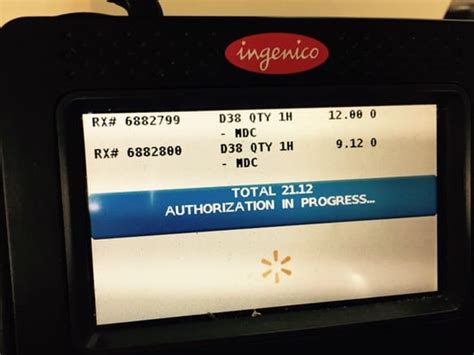 ingenico
RX# 6882799 D38 QTY 1H 12.00 0
- MDC
RX# 6882800 D38 QTY 1H 9.12 0
- MDC
TOTAL 21.12
AUTHORIZATION IN PROGRESS...